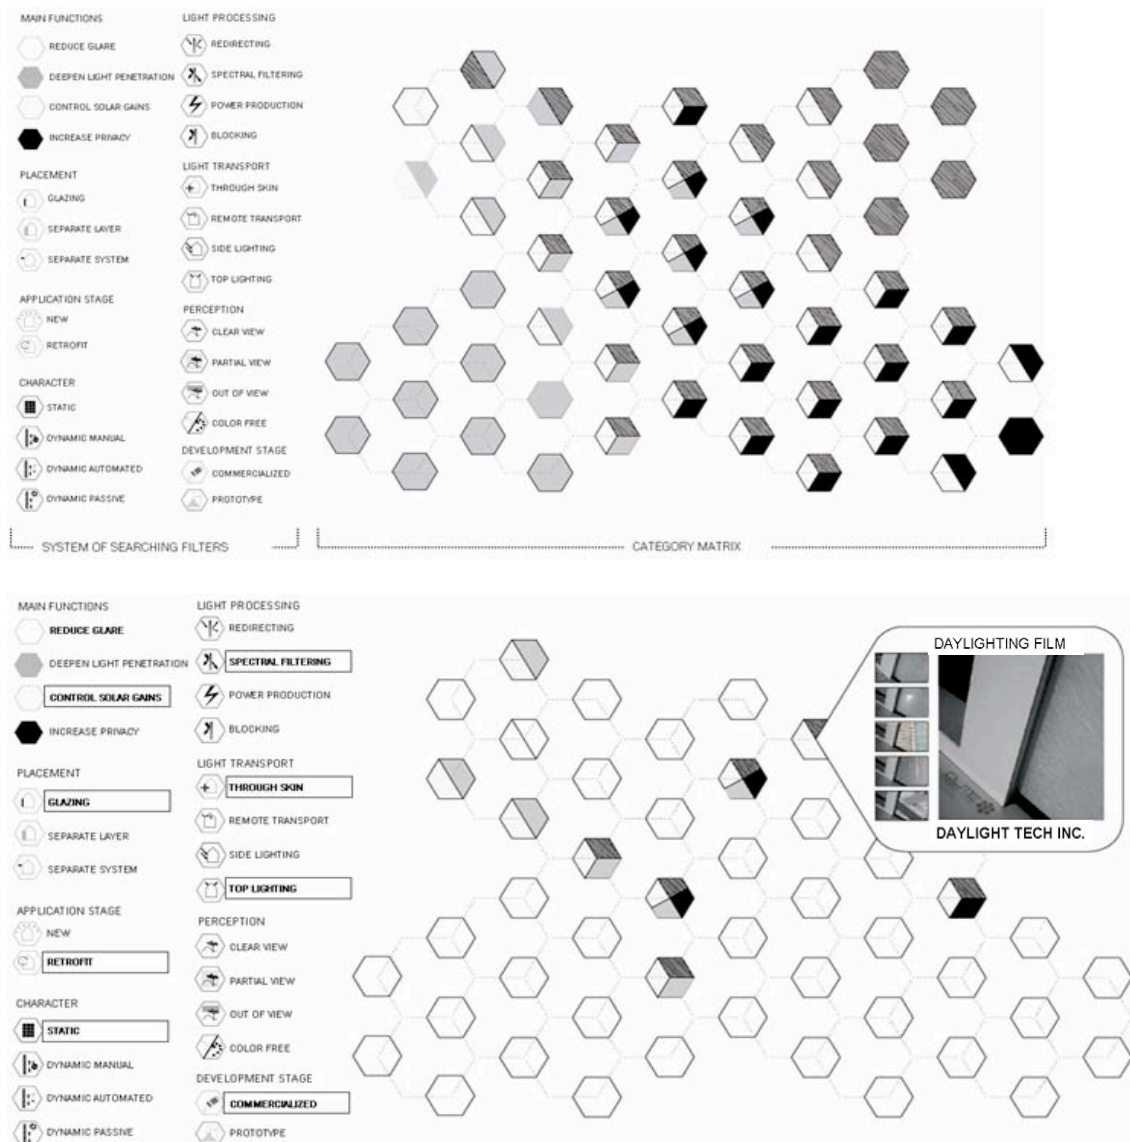 MAIN FUNCTIONS
REDUCE GLARE
DEEPEN LIGHT PENETRATION
CONTROL SOLAR GAINS
INCREASE PRIVACY
PLACEMENT
GLAZING
SEPARATE LAYER
SEPARATE SYSTEM
APPLICATION STAGE
NEW
RETROFIT
CHARACTER
STATIC
DYNAMIC MANUAL
DYNAMIC AUTOMATED
DYNAMIC PASSIVE
LIGHT PROCESSING
REDIRECTING
SPECTRAL FILTERING
POWER PRODUCTION
BLOCKING
LIGHT TRANSPORT
THROUGH SKIN
REMOTE TRANSPORT
SIDE LIGHTING
TOP LIGHTING
PERCEPTION
CLEAR VIEW
PARTIAL VIEW
OUT OF VIEW
COLOR FREE
DEVELOPMENT STAGE
COMMERCIALIZED
PROTOTYPE
SYSTEM OF SEARCHING FILTERS
CATEGORY MATRIX
MAIN FUNCTIONS
REDUCE GLARE
DEEPEN LIGHT PENETRATION
CONTROL SOLAR GAINS
INCREASE PRIVACY
PLACEMENT
GLAZING
SEPARATE LAYER
SEPARATE SYSTEM
APPLICATION STAGE
NEW
RETROFIT
CHARACTER
STATIC
DYNAMIC MANUAL
DYNAMIC AUTOMATED
DYNAMIC PASSIVE
LIGHT PROCESSING
REDIRECTING
SPECTRAL FILTERING
POWER PRODUCTION
BLOCKING
LIGHT TRANSPORT
THROUGH SKIN
REMOTE TRANSPORT
SIDE LIGHTING
TOP LIGHTING
PERCEPTION
CLEAR VIEW
PARTIAL VIEW
OUT OF VIEW
COLOR FREE
DEVELOPMENT STAGE
COMMERCIALIZED
PROTOTYPE
DAYLIGHTING FILM
DAYLIGHT TECH INC.